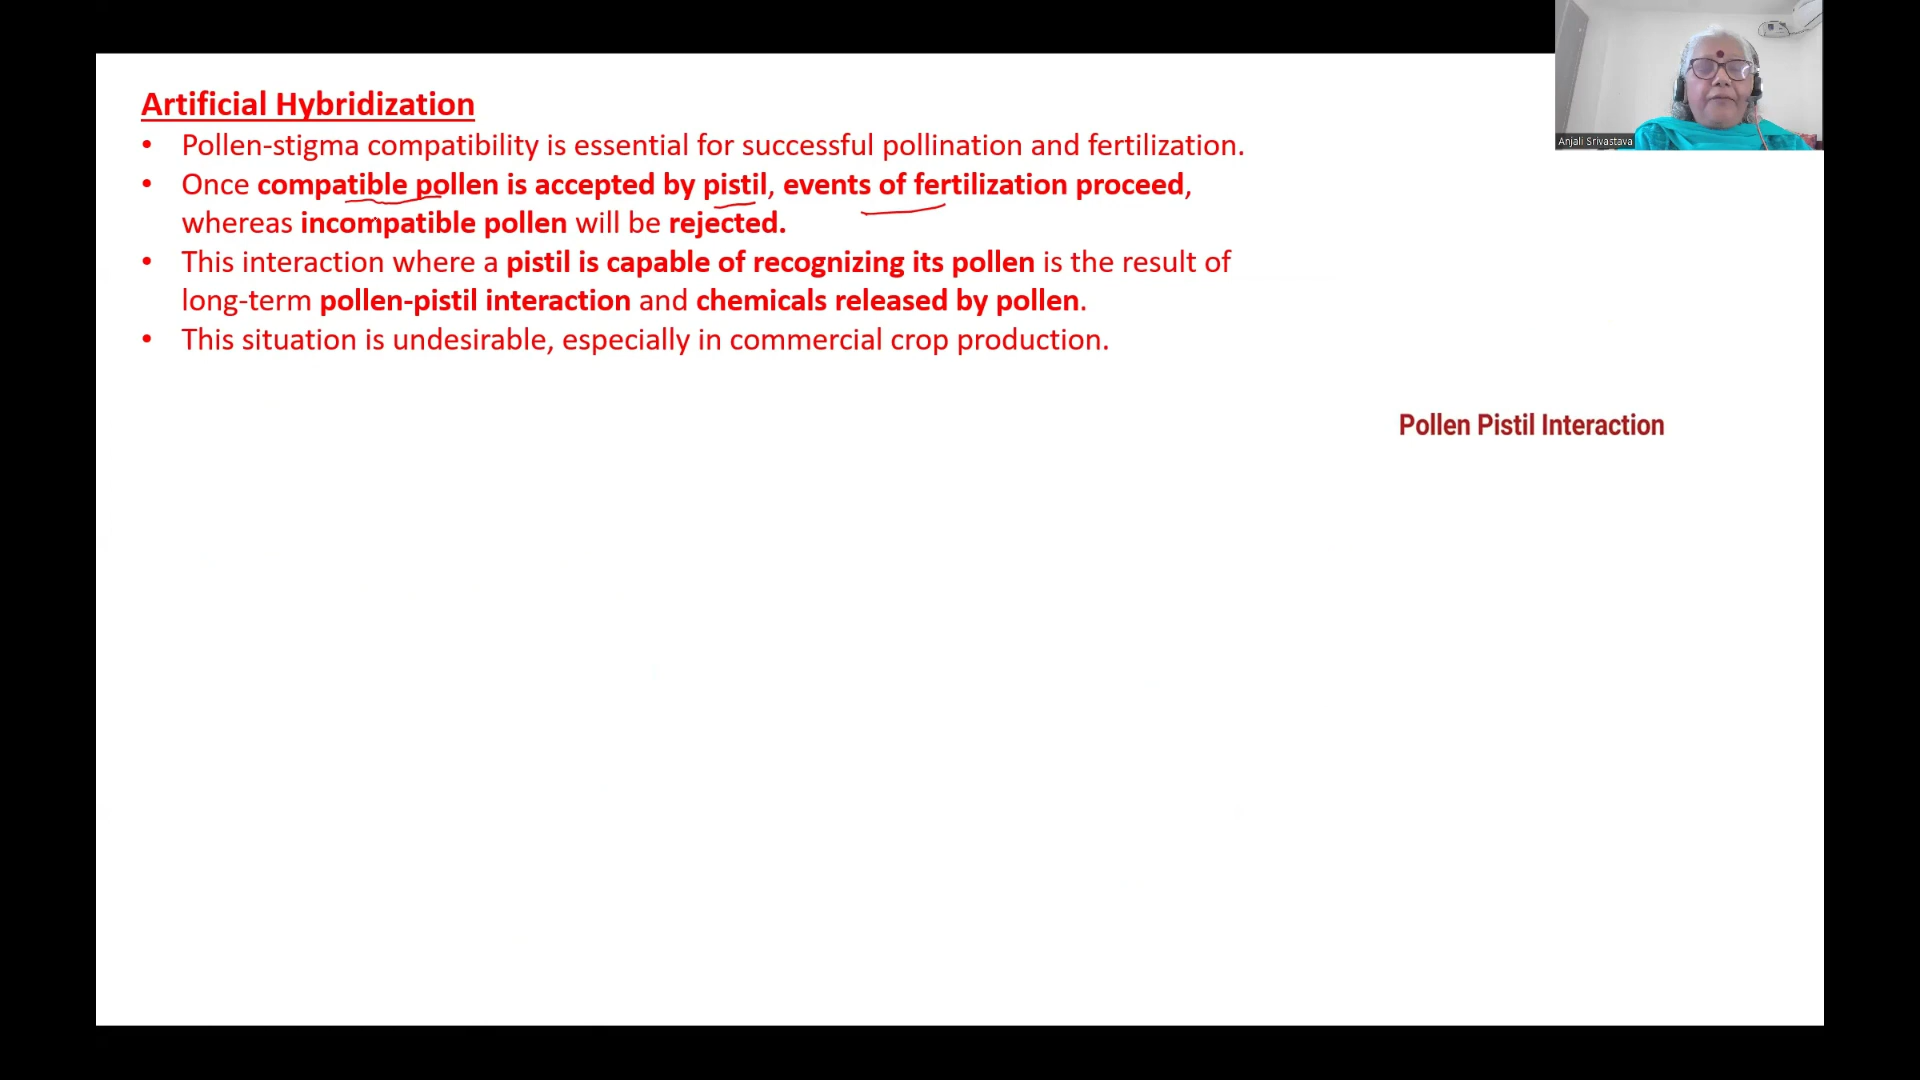 Artificial Hybridization
• Pollen-stigma compatibility is essential for successful pollination and fertilization.
• Once compatible pollen is accepted by pistil, events of fertilization proceed,
whereas incompatible pollen will be rejected.
• This interaction where a pistil is capable of recognizing its pollen is the result of
long-term pollen-pistil interaction and chemicals released by pollen.
• This situation is undesirable, especially in commercial crop production.
Pollen Pistil Interaction
Anjali Srivastava